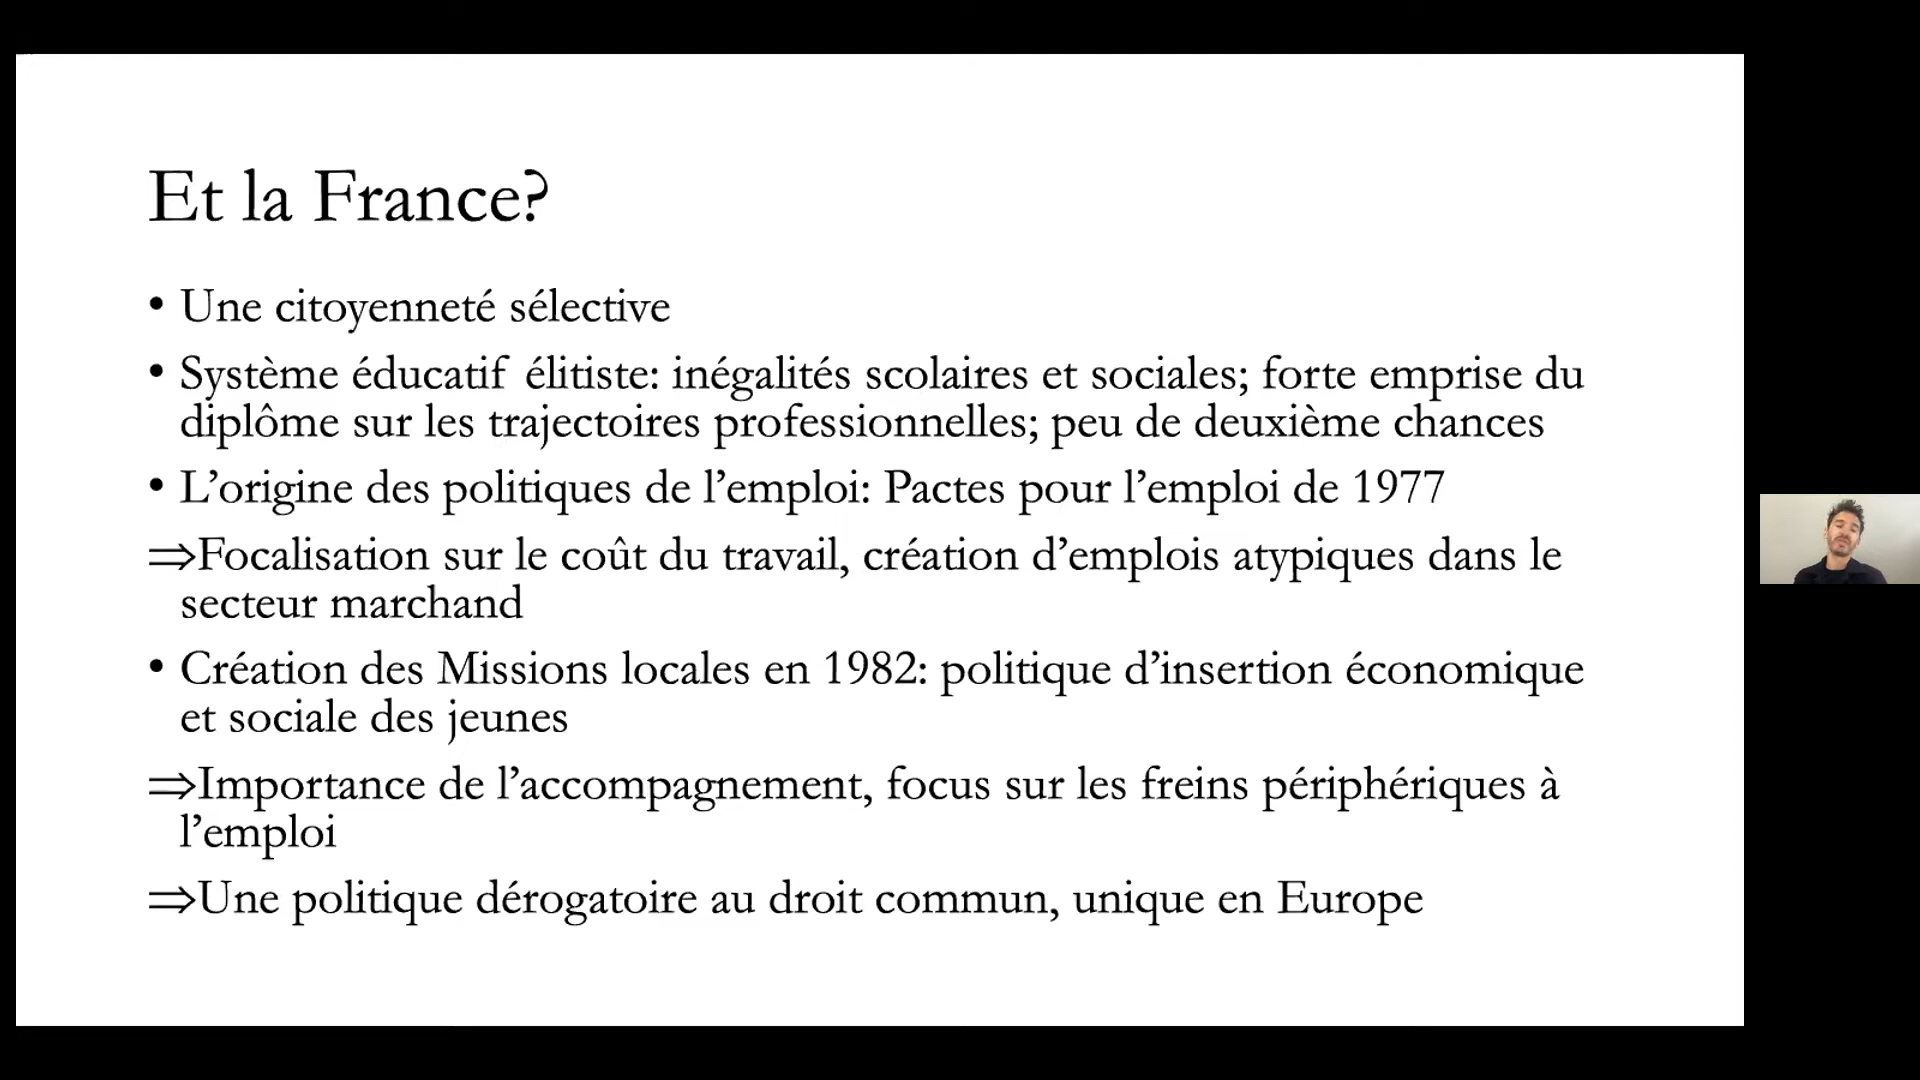 Et la France?
• Une citoyenneté sélective
• Système éducatif élitiste: inégalités scolaires et sociales; forte emprise du
diplôme sur les trajectoires professionnelles; peu de deuxième chances
• L’origine des politiques de l’emploi: Pactes pour l’emploi de 1977
⇒Focalisation sur le coût du travail, création d’emplois atypiques dans le
secteur marchand
• Création des Missions locales en 1982: politique d’insertion économique
et sociale des jeunes
⇒Importance de l’accompagnement, focus sur les freins périphériques à
l’emploi
⇒Une politique dérogatoire au droit commun, unique en Europe